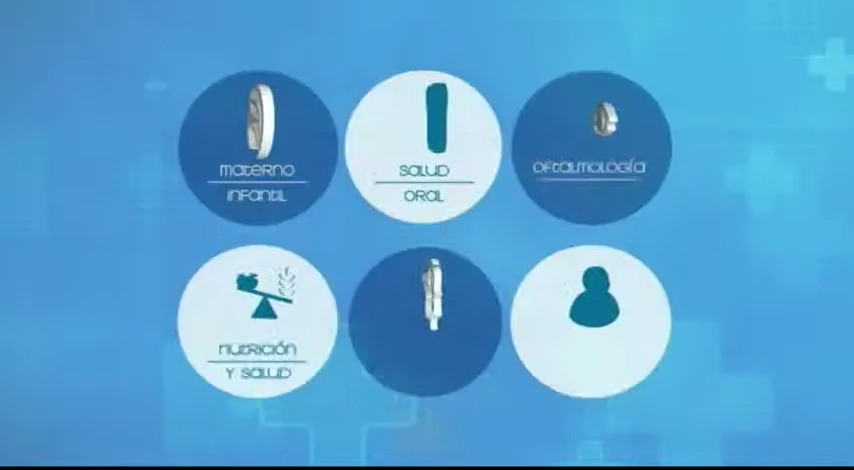 MATERNO
INFANTIL
SALUD
ORAL
OFTALMOLOGÍA
NUTRICIÓN
Y SALUD